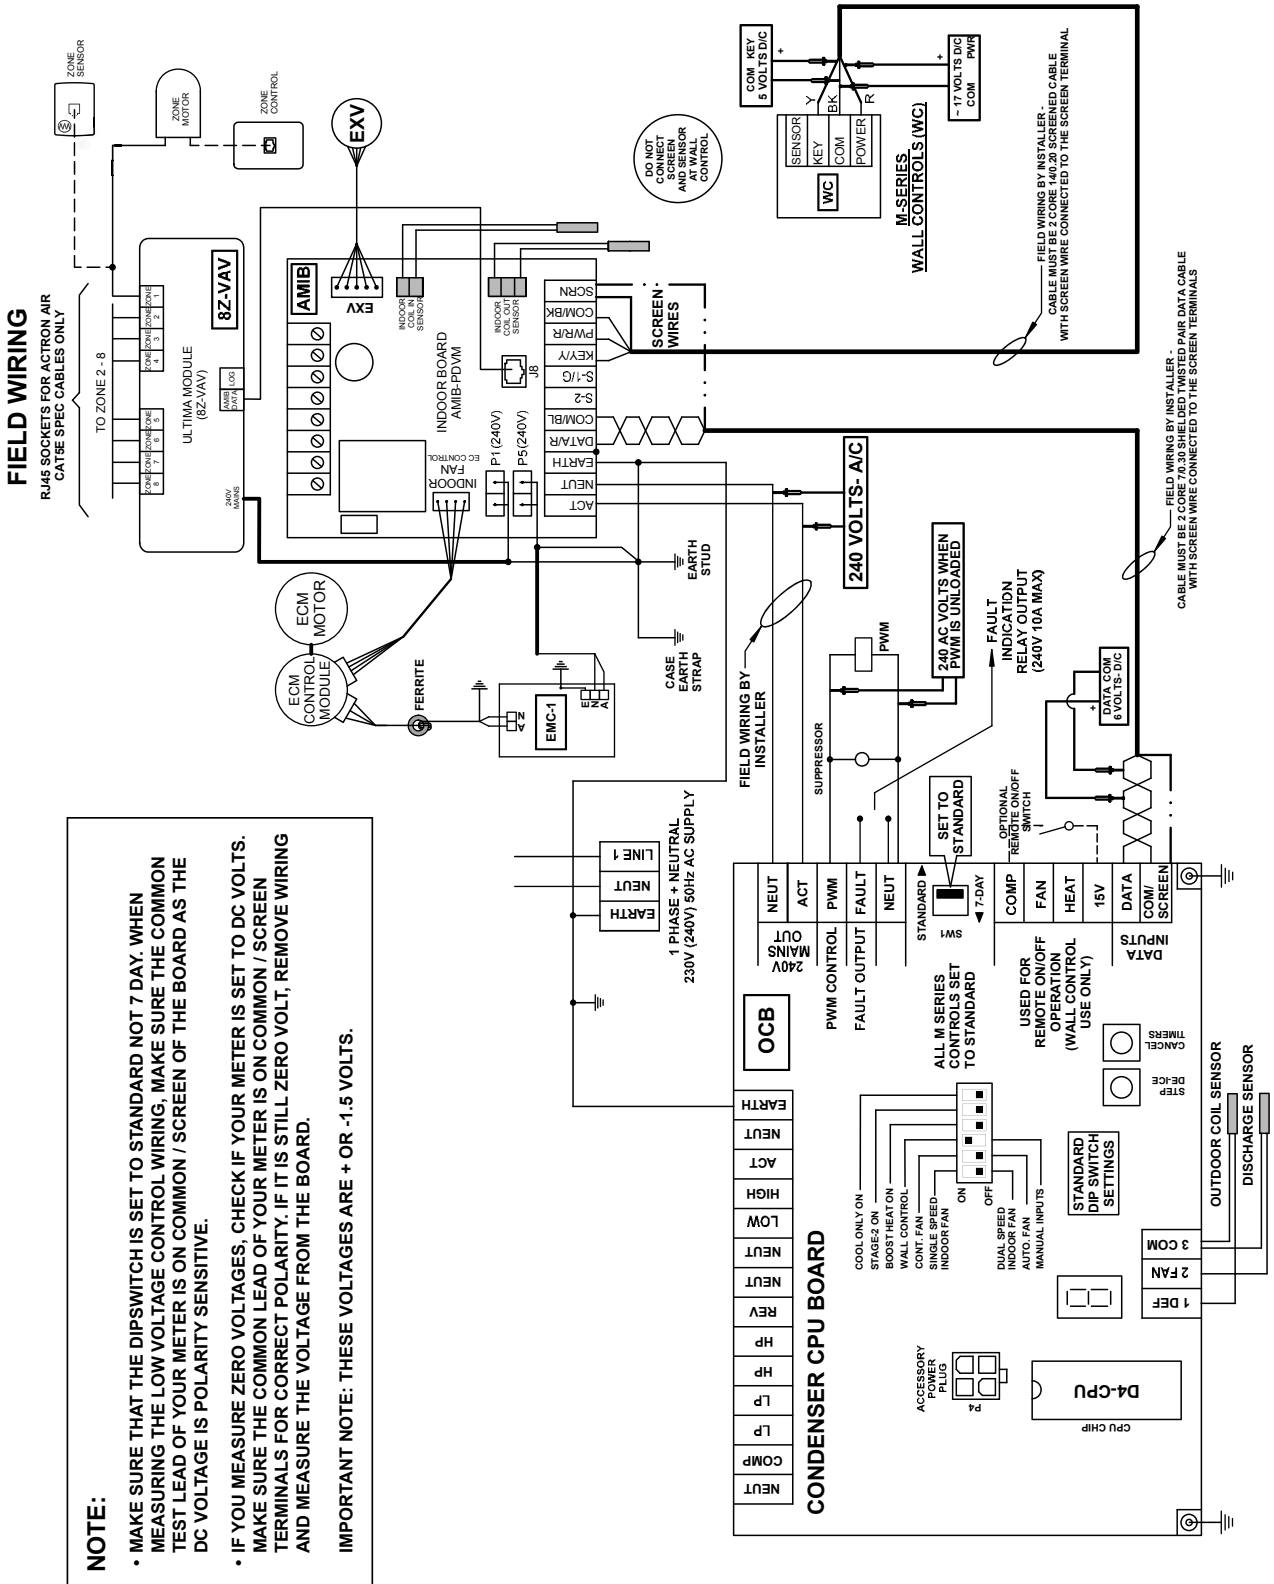 FIELD WIRING
RJ45 SOCKETS FOR ACTRON AIR
CAT5E SPEC CABLES ONLY
TO ZONE 2 - 8
ZONE
SENSOR
ZONE
MOTOR
ZONE
CONTROL
ULTIMA MODULE
(8Z-VAV)
8Z-VAV
ZONE
8
ZONE
7
ZONE
6
ZONE
5
ZONE
4
ZONE
3
ZONE
2
ZONE
1
AMIB
DATA
LOG
240V
MAINS
AMIB
EXV
EXV
INDOOR
COIL IN
SENSOR
INDOOR
COIL OUT
SENSOR
INDOOR BOARD
AMIB-PDVM
J8
P1 (240V)
P5 (240V)
INDOOR
FAN
EC CONTROL
SCRN
COM/BK
PWR/R
KEY/Y
S-1/G
S-2
COM/BL
DATA/R
EARTH
NEUT
ACT
SCREEN
WIRES
ECM
MOTOR
ECM
CONTROL
MODULE
FERRITE
EMC-1
N
A
E
N
A
EARTH
STUD
CASE
EARTH
STRAP
DO NOT
CONNECT
SCREEN
AND SENSOR
AT WALL
CONTROL
COM KEY
5 VOLTS D/C
+
~ 17 VOLTS D/C
COM PWR
+
Y
BK
R
SENSOR
KEY
COM
POWER
WC
M-SERIES
WALL CONTROLS (WC)
FIELD WIRING BY INSTALLER -
CABLE MUST BE 2 CORE 14/0.20 SCREENED CABLE
WITH SCREEN WIRE CONNECTED TO THE SCREEN TERMINAL
FIELD WIRING BY INSTALLER -
CABLE MUST BE 2 CORE 7/0.30 SHIELDED TWISTED PAIR DATA CABLE
WITH SCREEN WIRE CONNECTED TO THE SCREEN TERMINALS
240 VOLTS- A/C
FIELD WIRING BY
INSTALLER
240 AC VOLTS WHEN
PWM IS UNLOADED
PWM
SUPPRESSOR
FAULT
INDICATION
RELAY OUTPUT
(240V 10A MAX)
DATA COM
6 VOLTS- D/C
+
OPTIONAL
REMOTE ON/OFF
SWITCH
SET TO
STANDARD
LINE 1
NEUT
EARTH
1 PHASE + NEUTRAL
230V (240V) 50Hz AC SUPPLY
NOTE:
• MAKE SURE THAT THE DIPSWITCH IS SET TO STANDARD NOT 7 DAY. WHEN
MEASURING THE LOW VOLTAGE CONTROL WIRING, MAKE SURE THE COMMON
TEST LEAD OF YOUR METER IS ON COMMON / SCREEN OF THE BOARD AS THE
DC VOLTAGE IS POLARITY SENSITIVE.
• IF YOU MEASURE ZERO VOLTAGES, CHECK IF YOUR METER IS SET TO DC VOLTS.
MAKE SURE THE COMMON LEAD OF YOUR METER IS ON COMMON / SCREEN
TERMINALS FOR CORRECT POLARITY. IF IT IS STILL ZERO VOLT, REMOVE WIRING
AND MEASURE THE VOLTAGE FROM THE BOARD.
IMPORTANT NOTE: THESE VOLTAGES ARE + OR -1.5 VOLTS.
CONDENSER CPU BOARD
OCB
EARTH
NEUT
ACT
HIGH
LOW
NEUT
NEUT
REV
HP
HP
LP
LP
COMP
NEUT
NEUT
ACT
PWM
FAULT
NEUT
240V
MAINS
OUT
PWM CONTROL
FAULT OUTPUT
STANDARD
SW1
7-DAY
ALL M SERIES
CONTROLS SET
TO STANDARD
COMP
FAN
HEAT
15V
DATA
COM/
SCREEN
USED FOR
REMOTE ON/OFF
OPERATION
(WALL CONTROL
USE ONLY)
DATA
INPUTS
COOL ONLY ON
STAGE-2 ON
BOOST HEAT ON
WALL CONTROL
CONT. FAN
SINGLE SPEED
INDOOR FAN
ON
OFF
DUAL SPEED
INDOOR FAN
AUTO. FAN
MANUAL INPUTS
STANDARD
DIP SWITCH
SETTINGS
CANCEL
TIMERS
STEP
DE-ICE
ACCESSORY
POWER
PLUG
P4
D4-CPU
CPU CHIP
3 COM
2 FAN
1 DEF
OUTDOOR COIL SENSOR
DISCHARGE SENSOR